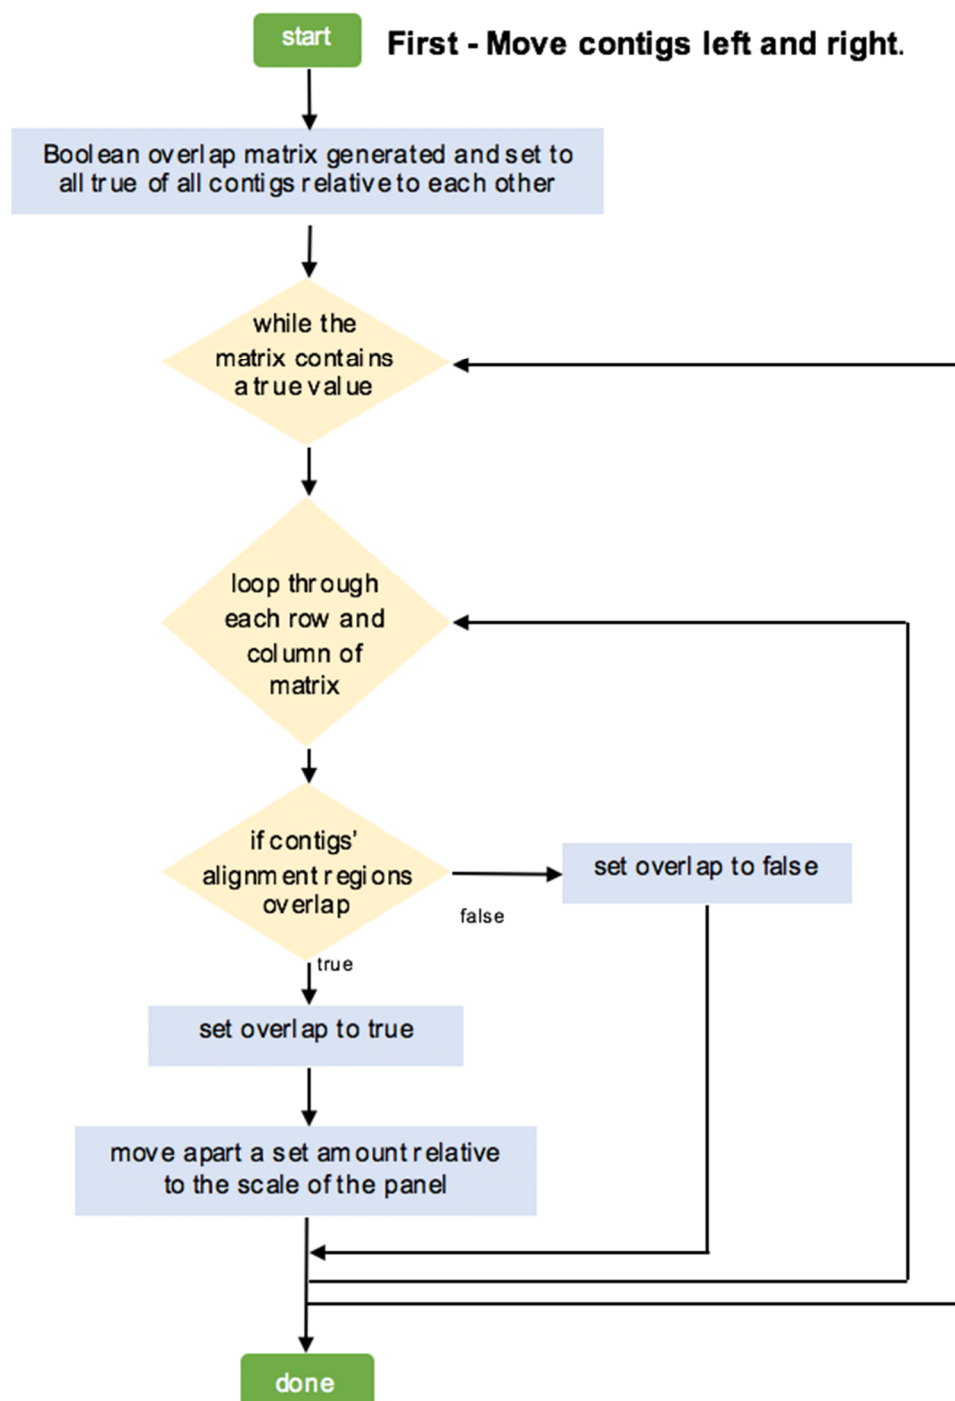 start
First - Move contigs left and right.
Boolean overlap matrix generated and set to
all true of all contigs relative to each other
while the
matrix contains
a true value
loop through
each row and
column of
matrix
if contigs'
alignment regions
overlap
false
set overlap to false
true
set overlap to true
move apart a set amount relative
to the scale of the panel
done